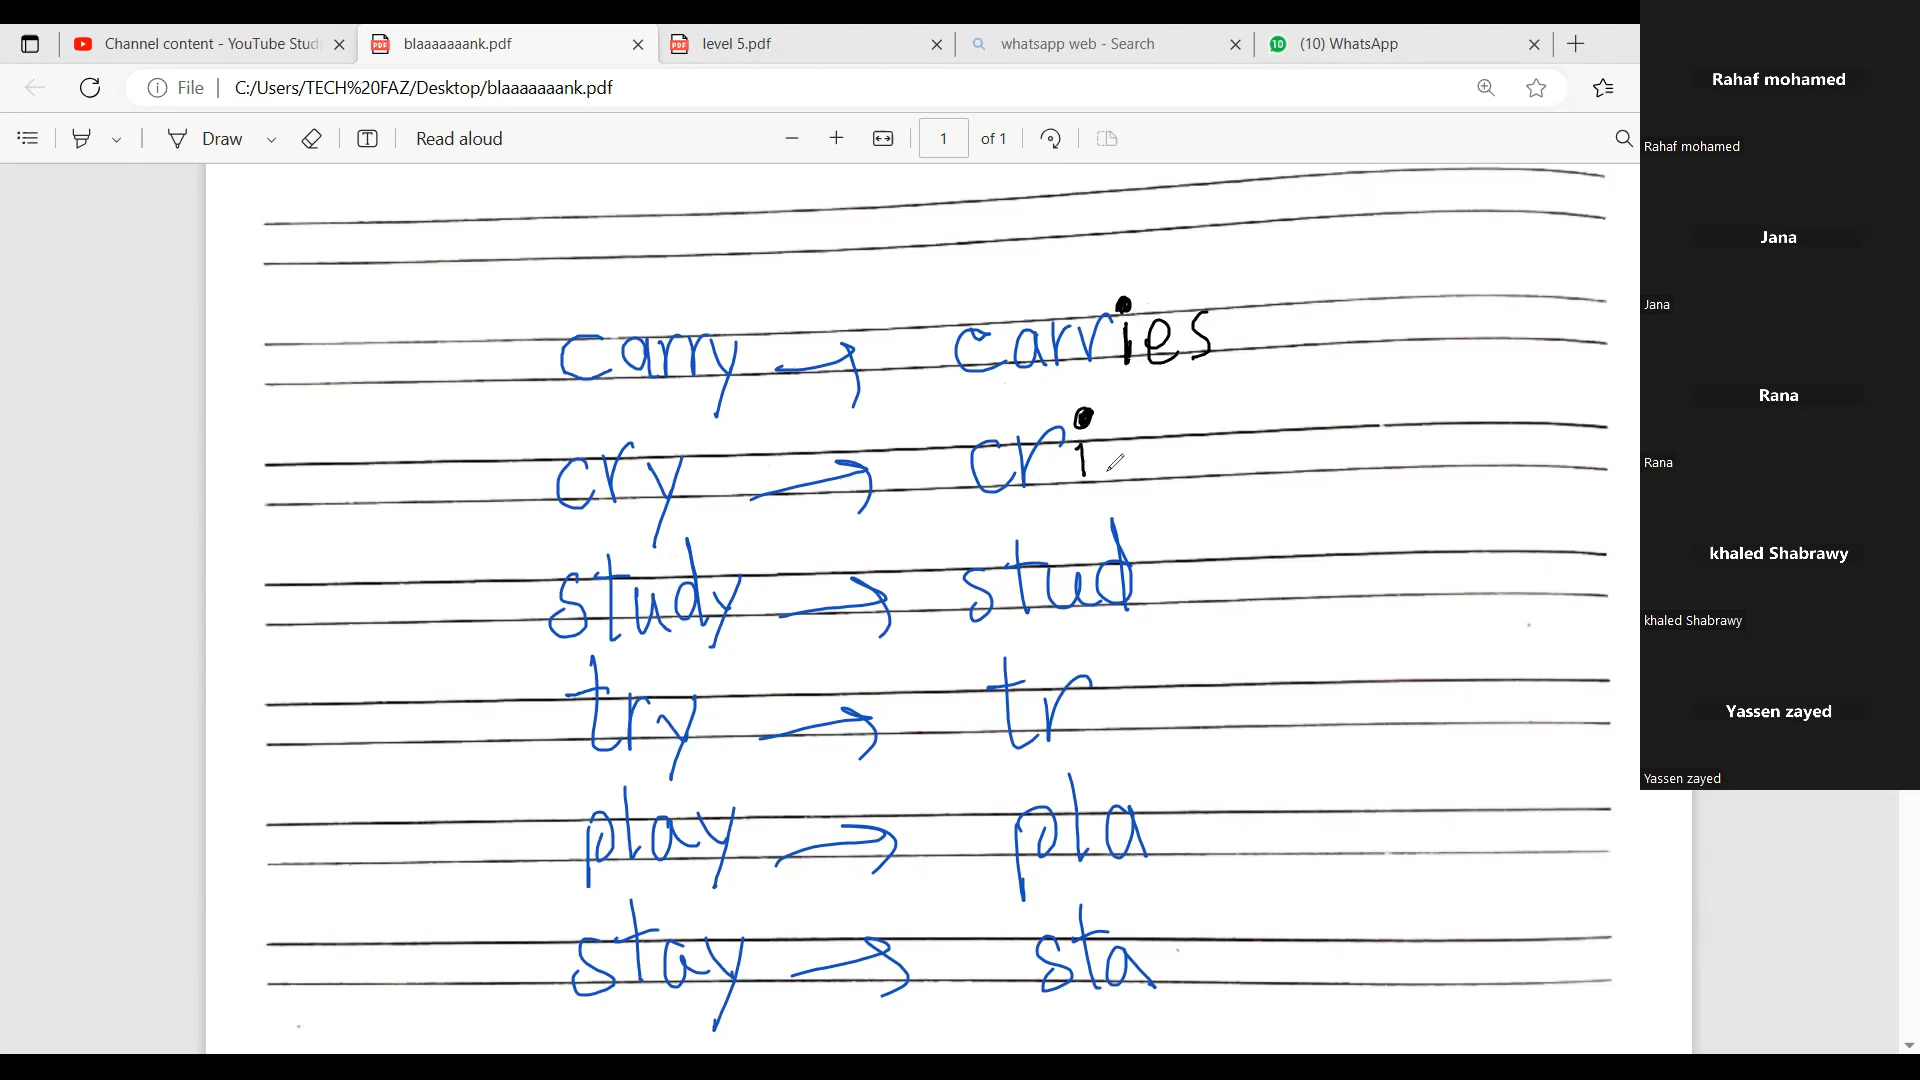 Channel content - YouTube Studi
blaaaaaaank.pdf
level 5.pdf
whatsapp web - Search
10
(10) WhatsApp
File
C:/Users/TECH%20FAZ/Desktop/blaaaaaaank.pdf
Draw
Read aloud
1
of 1
carry → carries
cry → cri
study → stud
try → tr
play → pla
stay → sta
Rahaf mohamed
Rahaf mohamed
Jana
Jana
Rana
Rana
khaled Shabrawy
khaled Shabrawy
Yassen zayed
Yassen zayed